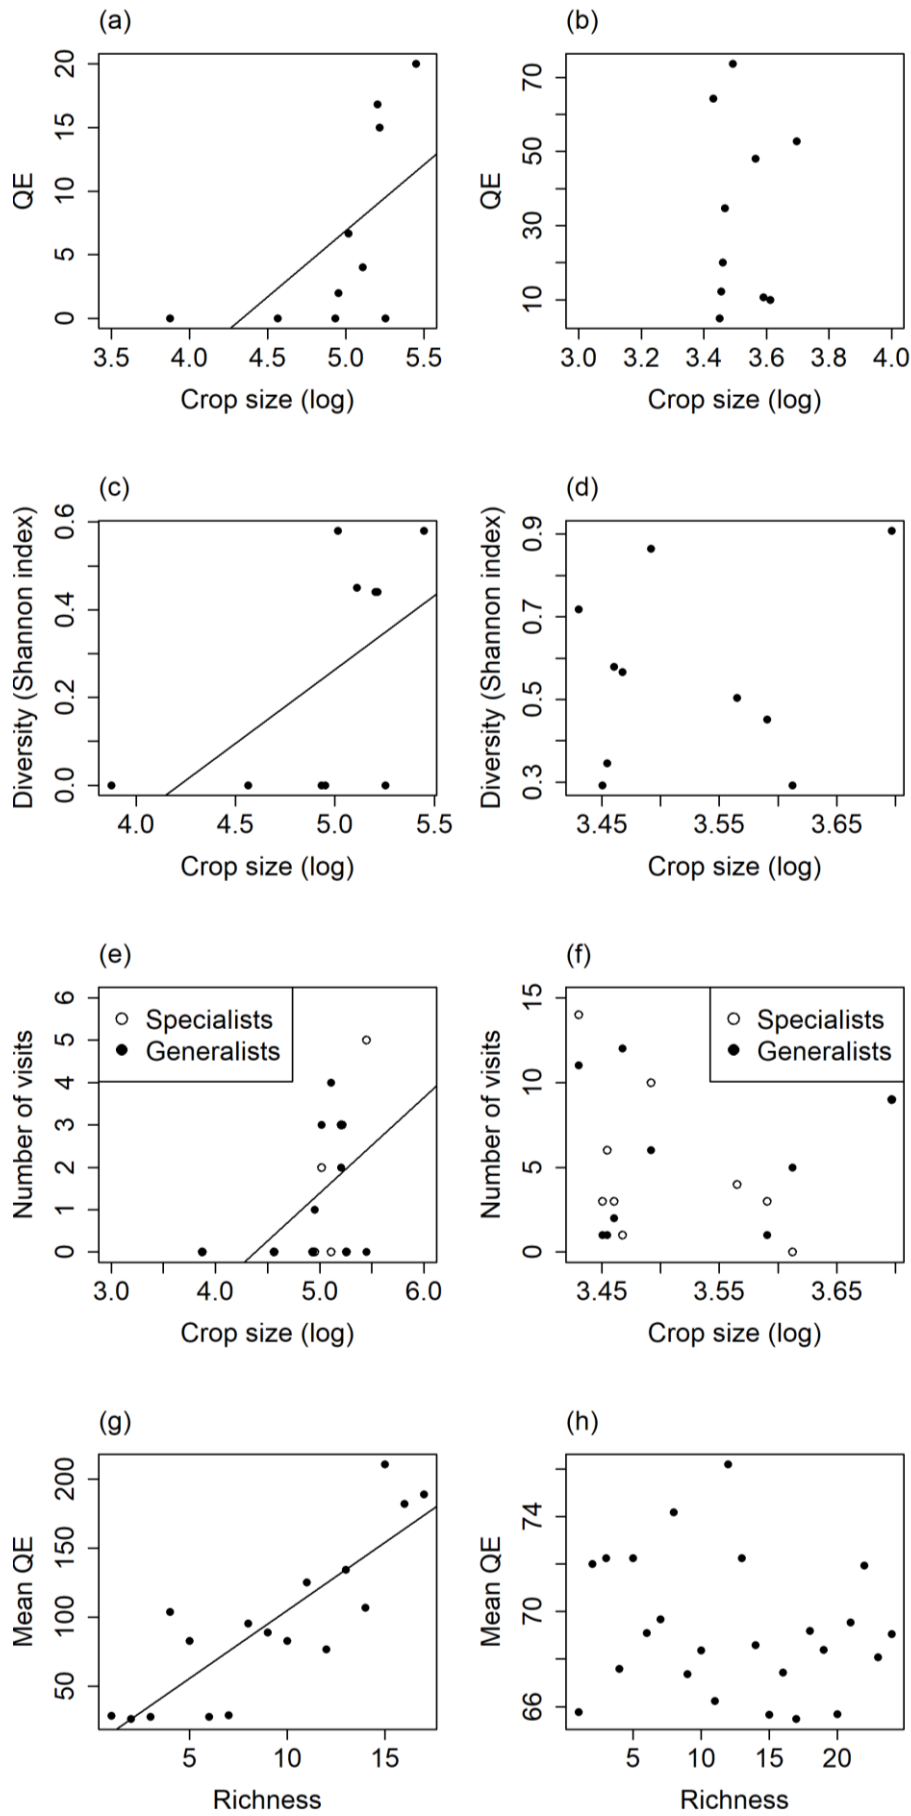 (a)
20
15
10
5
0
QE
3.5 4.0 4.5 5.0 5.5
Crop size (log)
(b)
70
50
30
10
QE
3.0 3.2 3.4 3.6 3.8 4.0
Crop size (log)
(c)
0.6
0.4
0.2
0.0
Diversity (Shannon index)
4.0 4.5 5.0 5.5
Crop size (log)
(d)
0.9
0.7
0.5
0.3
Diversity (Shannon index)
3.45 3.55 3.65
Crop size (log)
(e)
6
5
4
3
2
1
0
Number of visits
Specialists
Generalists
3.0 4.0 5.0 6.0
Crop size (log)
(f)
15
10
5
0
Number of visits
Specialists
Generalists
3.45 3.55 3.65
Crop size (log)
(g)
200
150
100
50
Mean QE
5 10 15
Richness
(h)
74
70
66
Mean QE
5 10 15 20
Richness